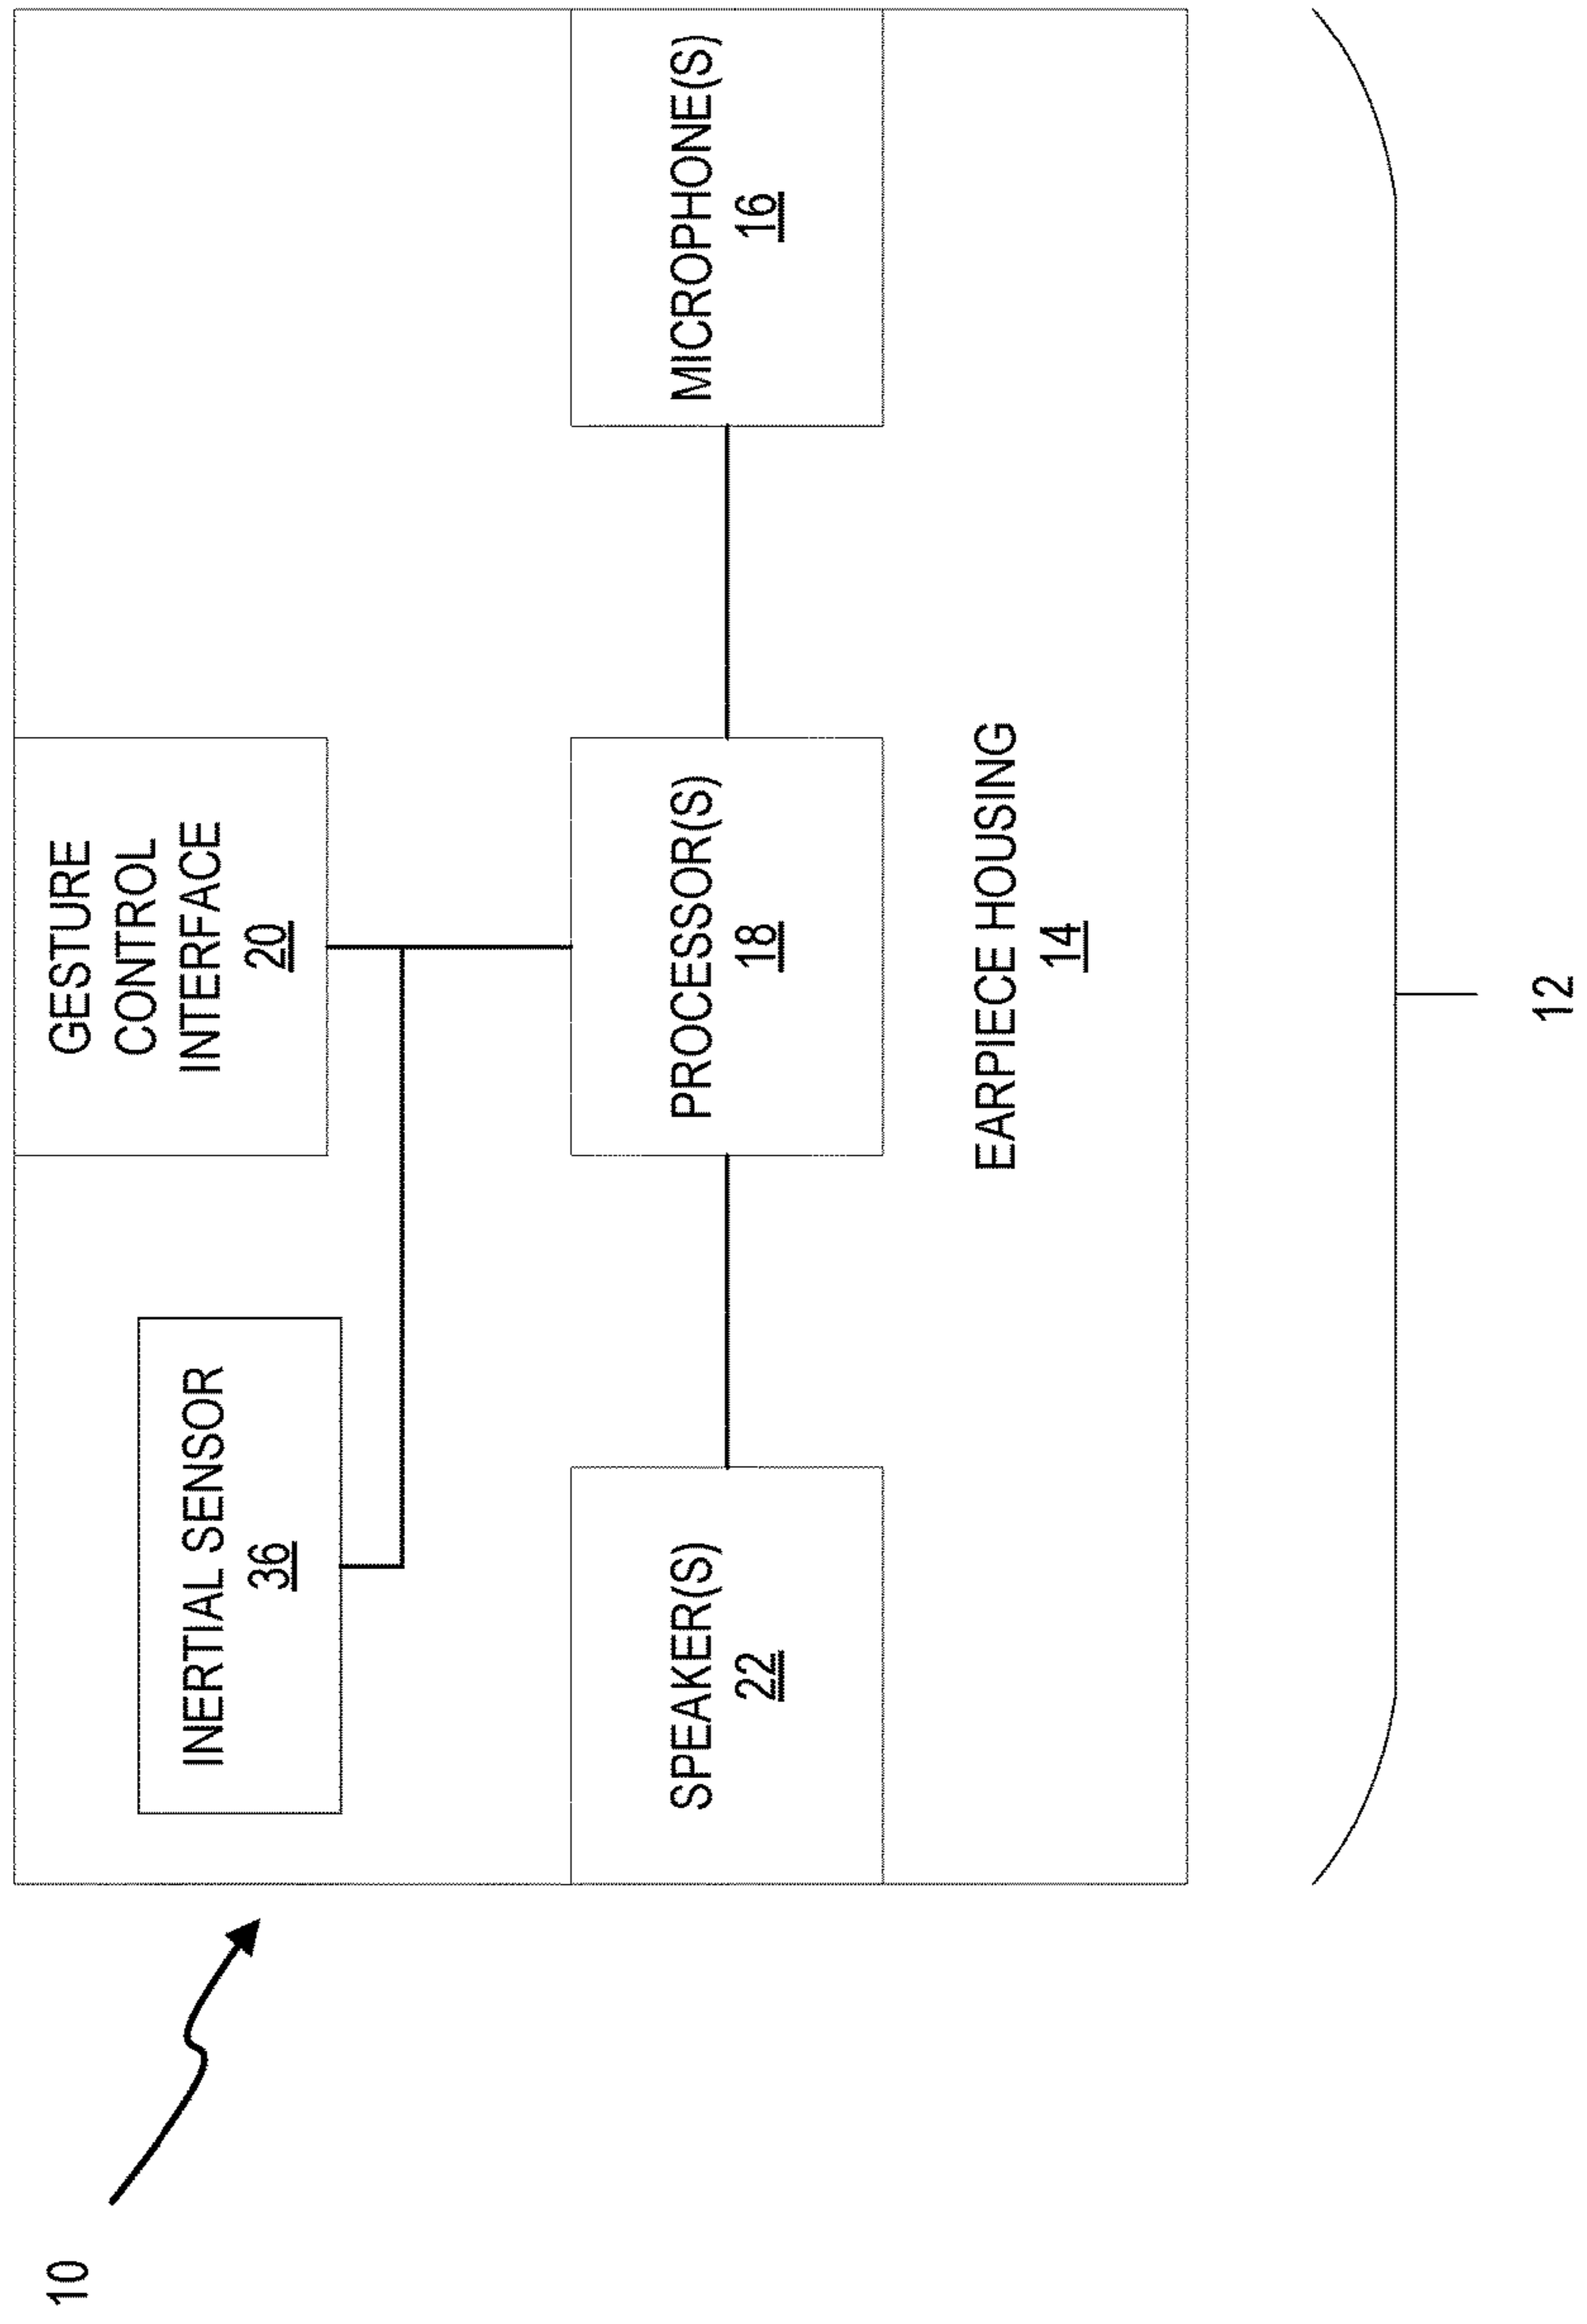 10
INERTIAL SENSOR
36
GESTURE
CONTROL
INTERFACE
20
SPEAKER(S)
22
PROCESSOR(S)
18
MICROPHONE(S)
16
EARPIECE HOUSING
14
12